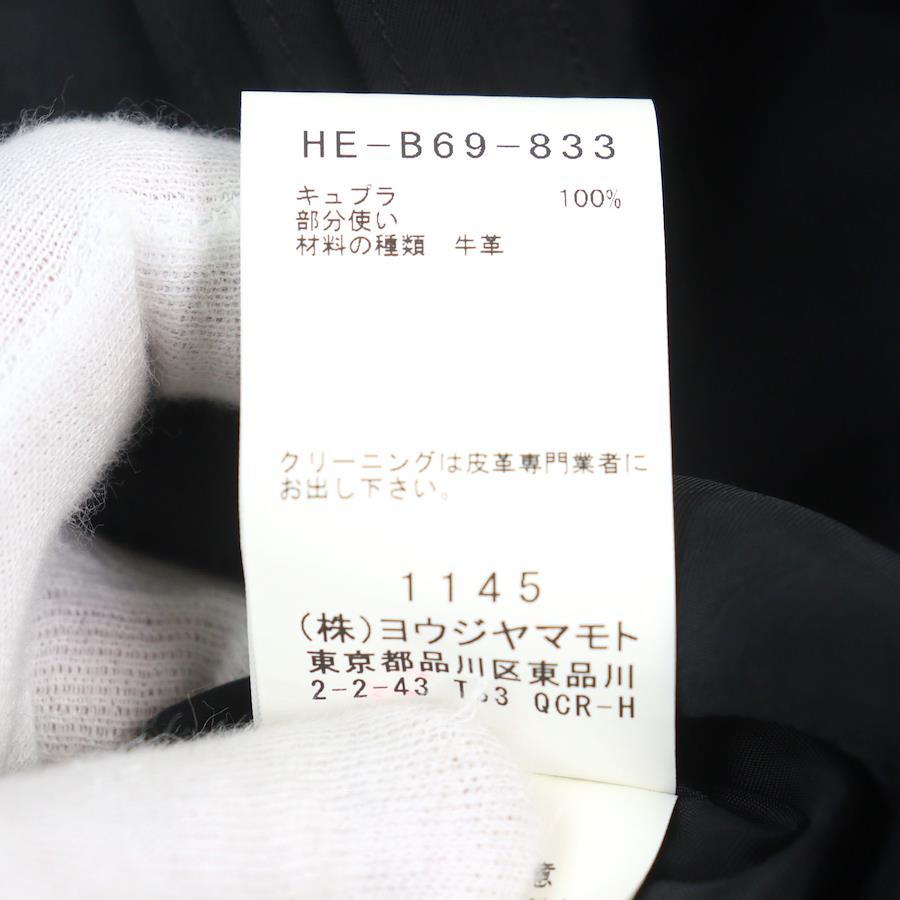 HE-B69-833
キュプラ 100%
部分使い
材料の種類 牛革
クリーニングは皮革専門業者に
お出し下さい。
1145
(株)ヨウジヤマモト
東京都品川区東品川
2-2-43 QCR-H
意